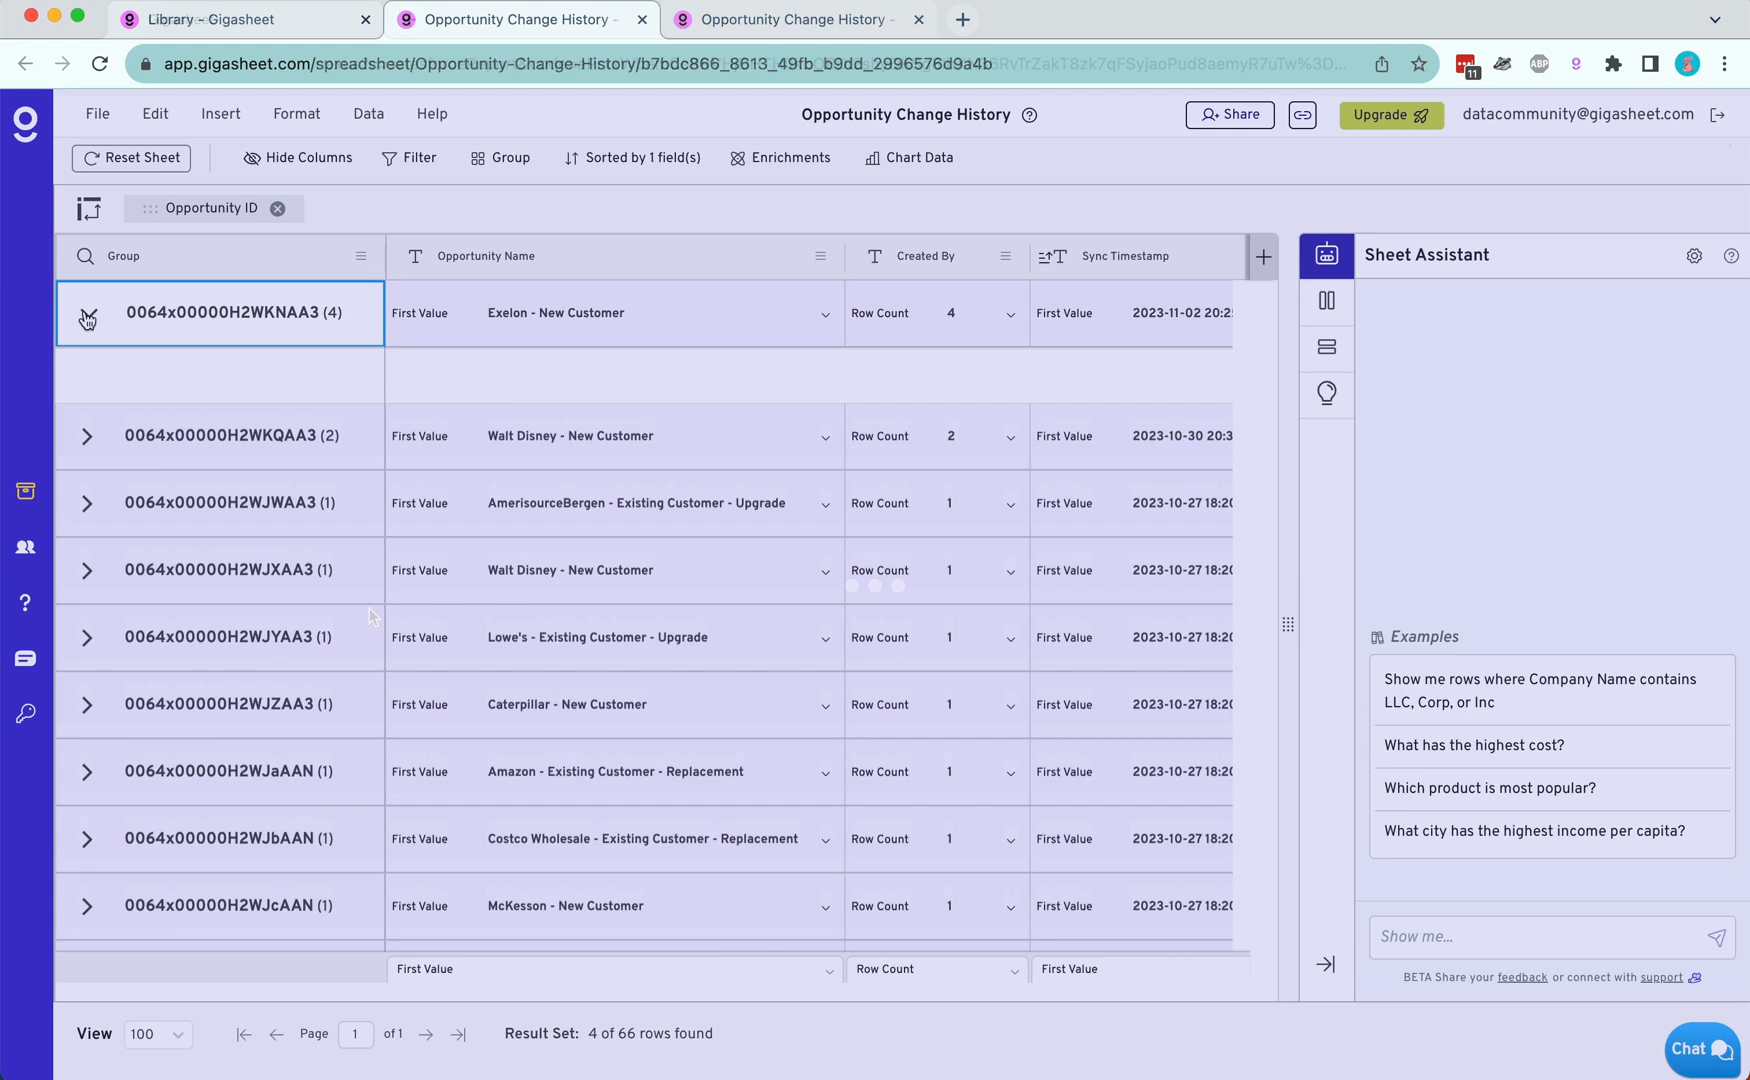 Library - Gigasheet
Opportunity Change History -
Opportunity Change History -
app.gigasheet.com/spreadsheet/Opportunity-Change-History/b7bdc866_8613_49fb_b9dd_2996576d9a4b
11
ABP
File Edit Insert Format Data Help
Opportunity Change History
Share
Upgrade
datacommunity@gigasheet.com
Reset Sheet
Hide Columns Filter Group Sorted by 1 field(s) Enrichments Chart Data
Opportunity ID
Group Opportunity Name Created By Sync Timestamp
Sheet Assistant
0064x00000H2WKNAA3 (4) First Value Exelon - New Customer Row Count 4 2023-11-02 20:2
0064x00000H2WKQAA3 (2) First Value Walt Disney - New Customer Row Count 2 First Value 2023-10-30 20:3
0064x00000H2WJWAA3 (1) First Value AmerisourceBergen - Existing Customer - Upgrade Row Count 1 First Value 2023-10-27 18:20
0064x00000H2WJXAA3 (1) First Value Walt Disney - New Customer Row Count 1 First Value 2023-10-27 18:20
0064x00000H2WJYAA3 (1) First Value Lowe's - Existing Customer - Upgrade Row Count 1 First Value 2023-10-27 18:20
0064x00000H2WJZAA3 (1) First Value Caterpillar - New Customer Row Count 1 First Value 2023-10-27 18:20
0064x00000H2WJaAAN (1) First Value Amazon - Existing Customer - Replacement Row Count 1 First Value 2023-10-27 18:20
0064x00000H2WJbAAN (1) First Value Costco Wholesale - Existing Customer - Replacement Row Count 1 First Value 2023-10-27 18:20
0064x00000H2WJcAAN (1) First Value McKesson - New Customer Row Count 1 First Value 2023-10-27 18:20
First Value Row Count First Value
Examples
Show me rows where Company Name contains
LLC, Corp, or Inc
What has the highest cost?
Which product is most popular?
What city has the highest income per capita?
Show me...
BETA Share your feedback or connect with support
View 100 Page 1 of 1 Result Set: 4 of 66 rows found
Chat